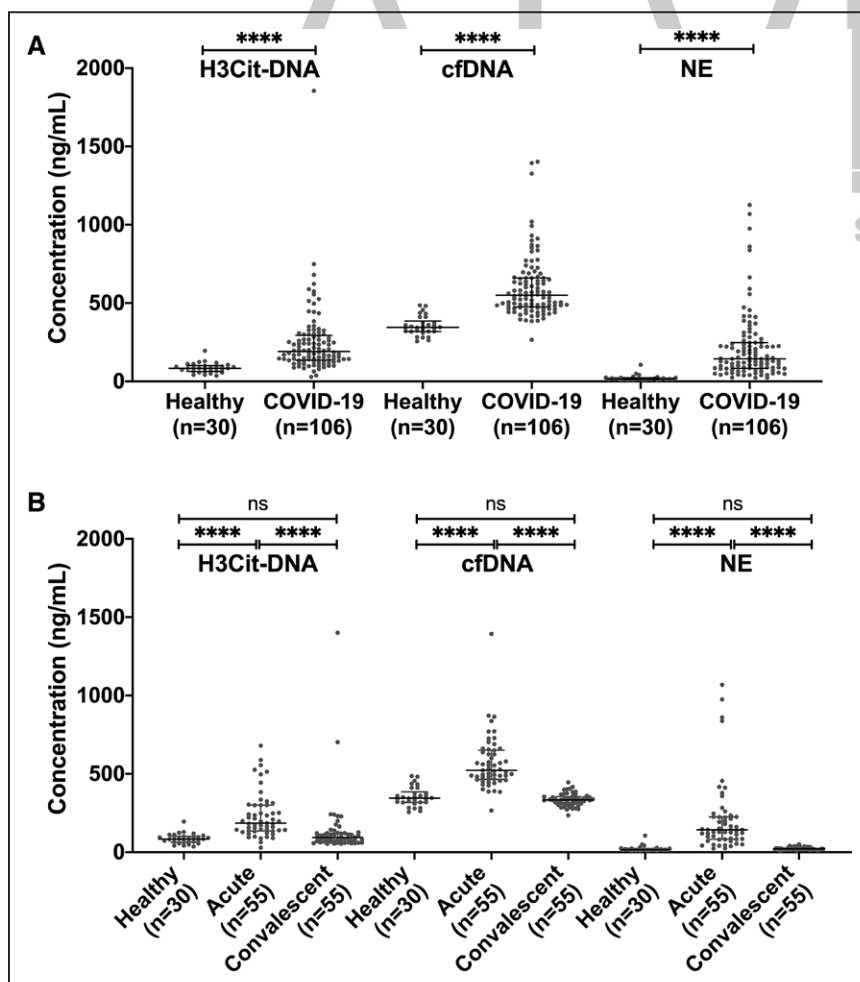 A
**** **** ****
H3Cit-DNA cfDNA NE
2000
1500
1000
500
0
Concentration (ng/mL)
Healthy COVID-19 Healthy COVID-19 Healthy COVID-19
(n=30) (n=106) (n=30) (n=106) (n=30) (n=106)
B
ns ns ns
**** **** **** **** **** ****
H3Cit-DNA cfDNA NE
2000
1500
1000
500
0
Concentration (ng/mL)
Healthy
(n=30)
Acute
(n=55)
Convalescent
(n=55)
Healthy
(n=30)
Acute
(n=55)
Convalescent
(n=55)
Healthy
(n=30)
Acute
(n=55)
Convalescent
(n=55)